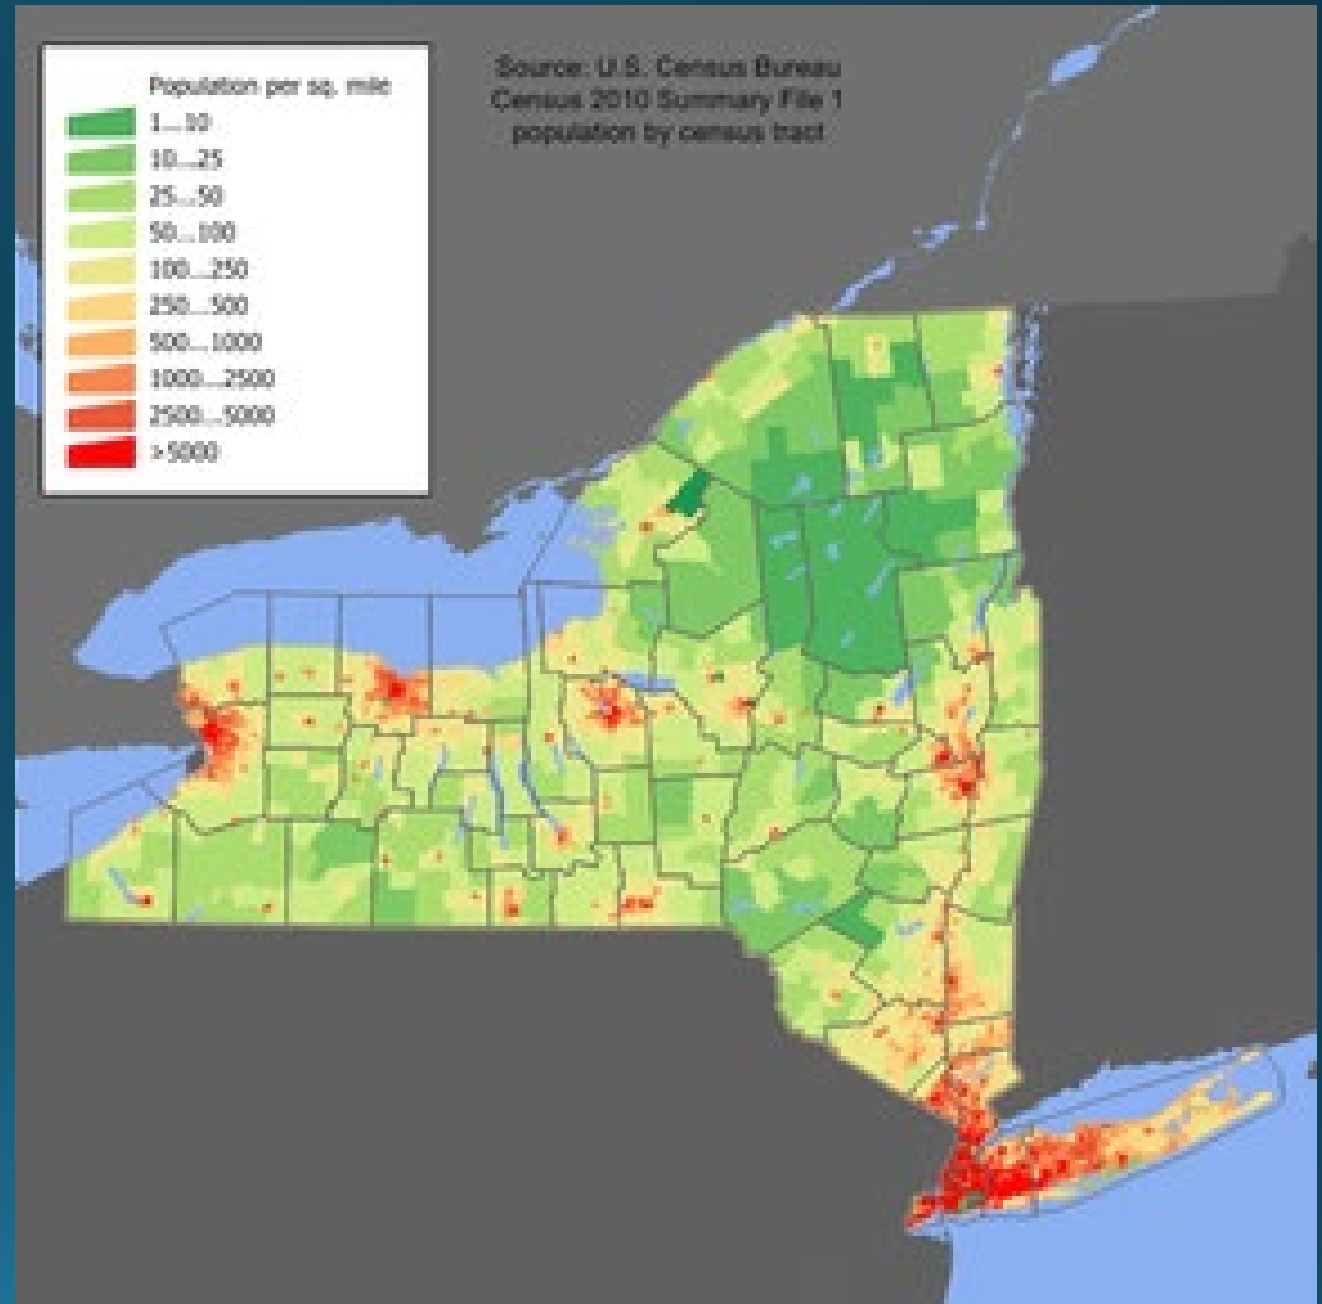 Population per sq. mile
1...10
10...25
25...50
50...100
100...250
250...500
500...1000
1000...2500
2500...5000
>5000
Source: U.S. Census Bureau
Census 2010 Summary File 1
population by census tract